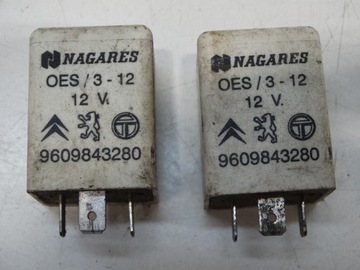 NAGARES
OES / 3 - 12
12 V.
9609843280
NAGARES
OES / 3 - 12
12 V.
9609843280